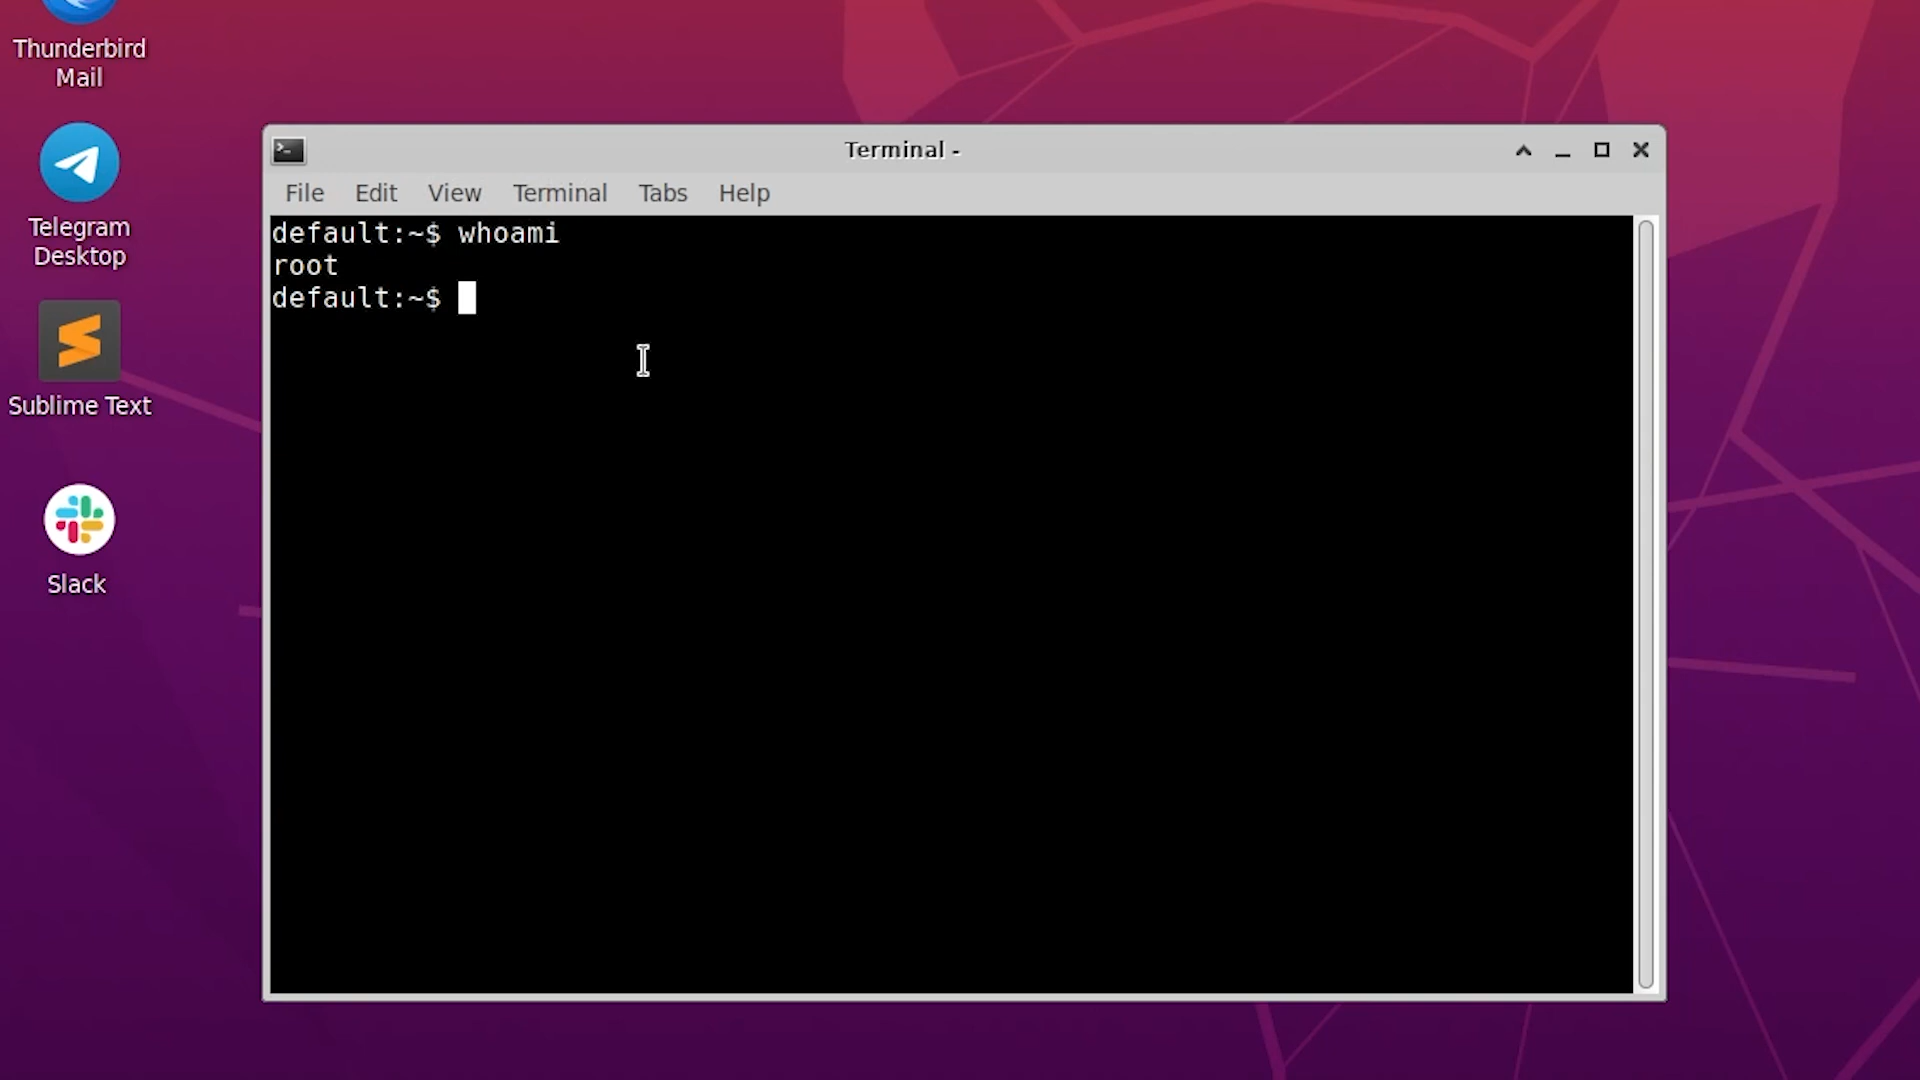 Thunderbird
Mail
Telegram
Desktop
Sublime Text
Slack
Terminal -
File Edit View Terminal Tabs Help
default:~$ whoami
root
default:~$